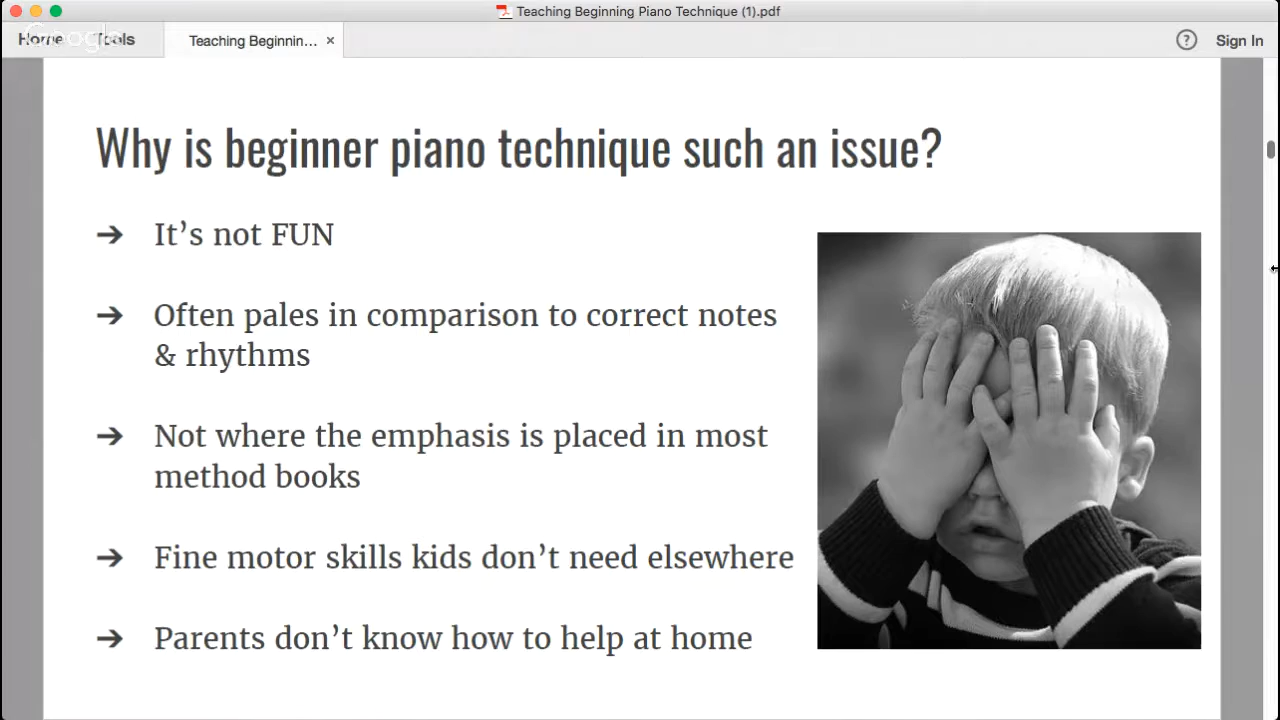 Teaching Beginning Piano Technique (1).pdf
Home
Tools
Google
Teaching Beginnin... ×
? Sign In
Why is beginner piano technique such an issue?
➔ It's not FUN
➔ Often pales in comparison to correct notes
& rhythms
➔ Not where the emphasis is placed in most
method books
➔ Fine motor skills kids don't need elsewhere
➔ Parents don't know how to help at home